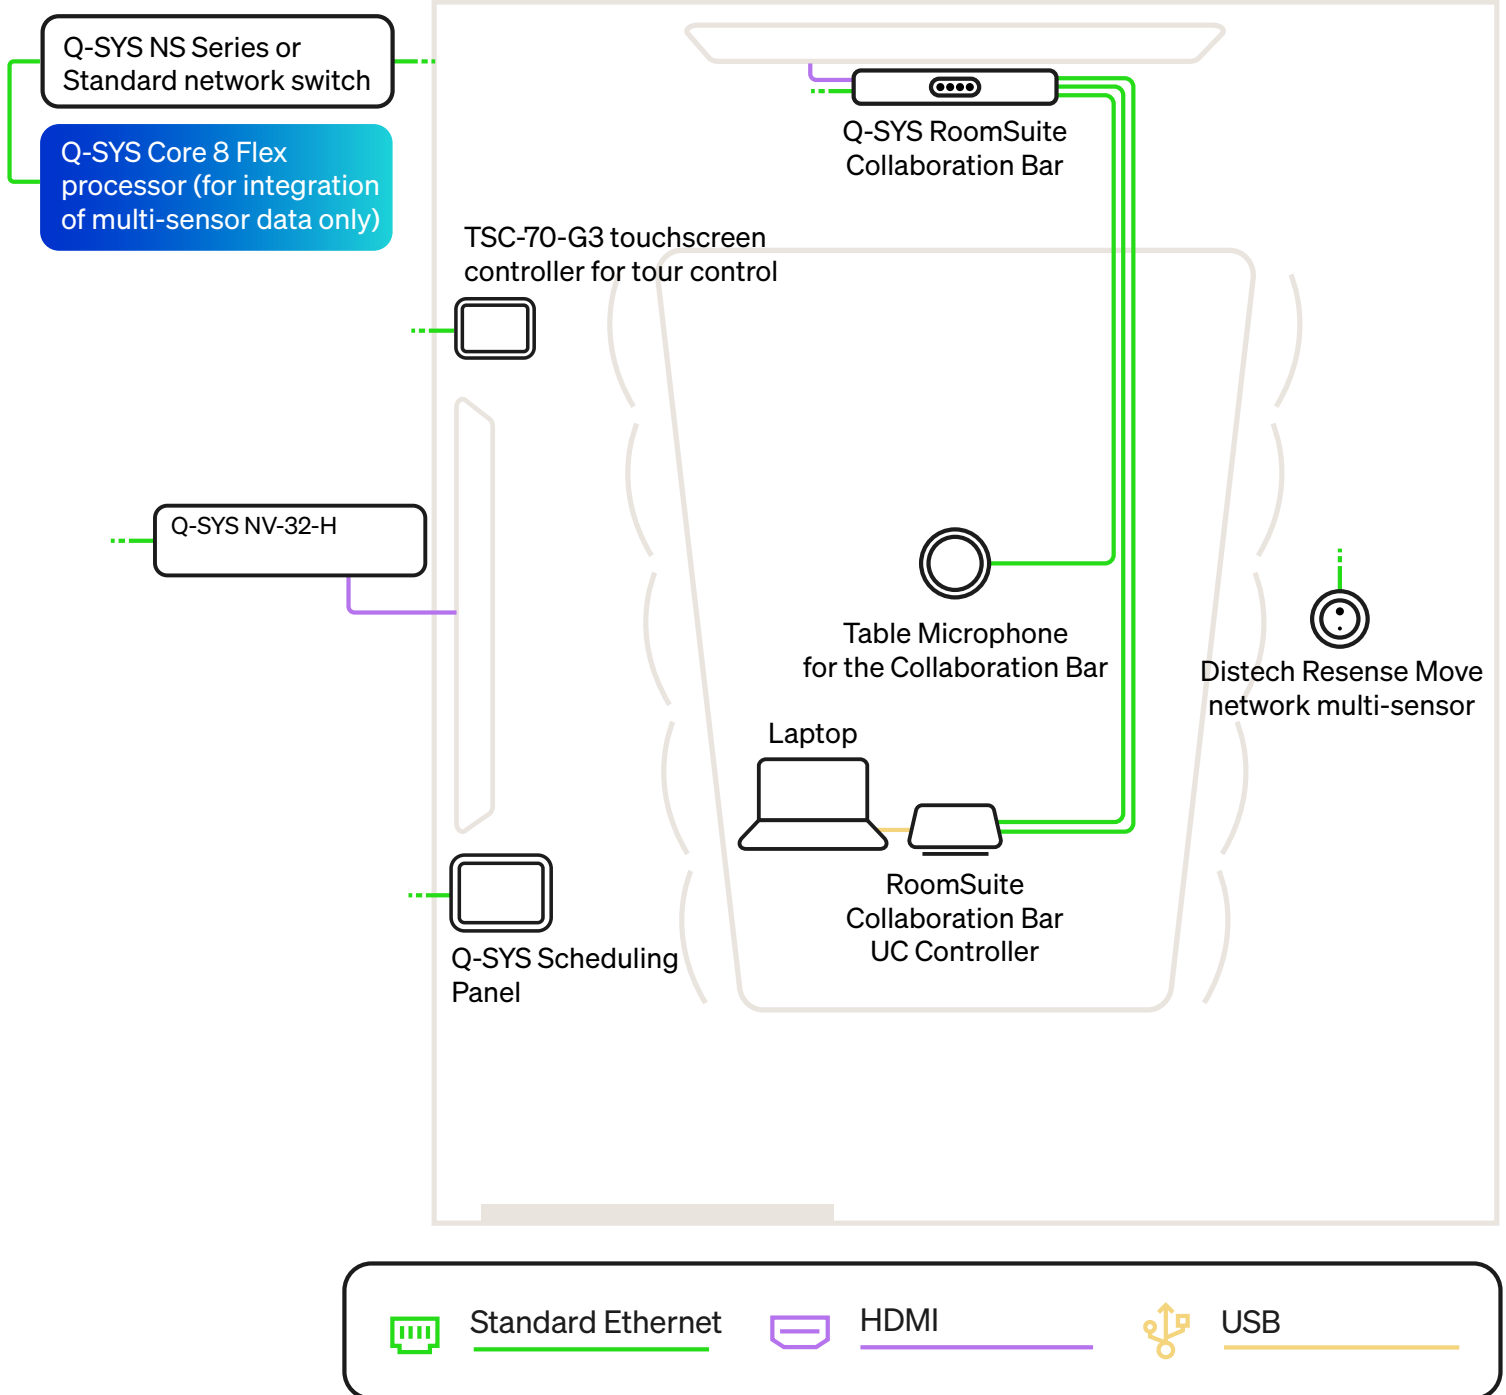 Q-SYS NS Series or
Standard network switch
Q-SYS Core 8 Flex
processor (for integration
of multi-sensor data only)
Q-SYS RoomSuite
Collaboration Bar
TSC-70-G3 touchscreen
controller for tour control
Q-SYS NV-32-H
Table Microphone
for the Collaboration Bar
Distech Resense Move
network multi-sensor
Laptop
RoomSuite
Collaboration Bar
UC Controller
Q-SYS Scheduling
Panel
Standard Ethernet
HDMI
USB